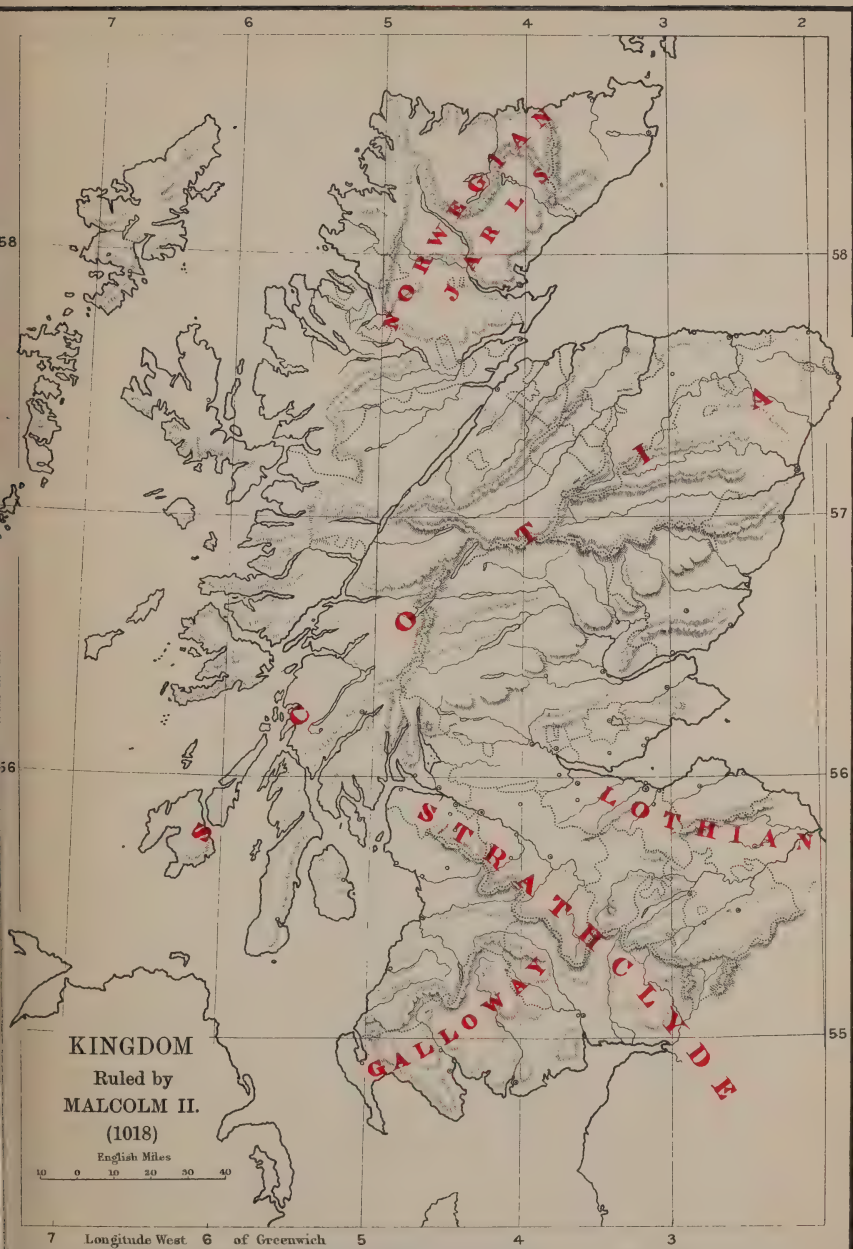 7 6 5 4 3 2
NORWEGIAN
JARLS
58 58
57
SCOTIA
56 56
LOTHIAN
STRATHCLYDE
GALLOWAY
55
KINGDOM
Ruled by
MALCOLM II.
(1018)
English Miles
10 0 10 20 30 40
7 Longitude West 6 of Greenwich 5 4 3